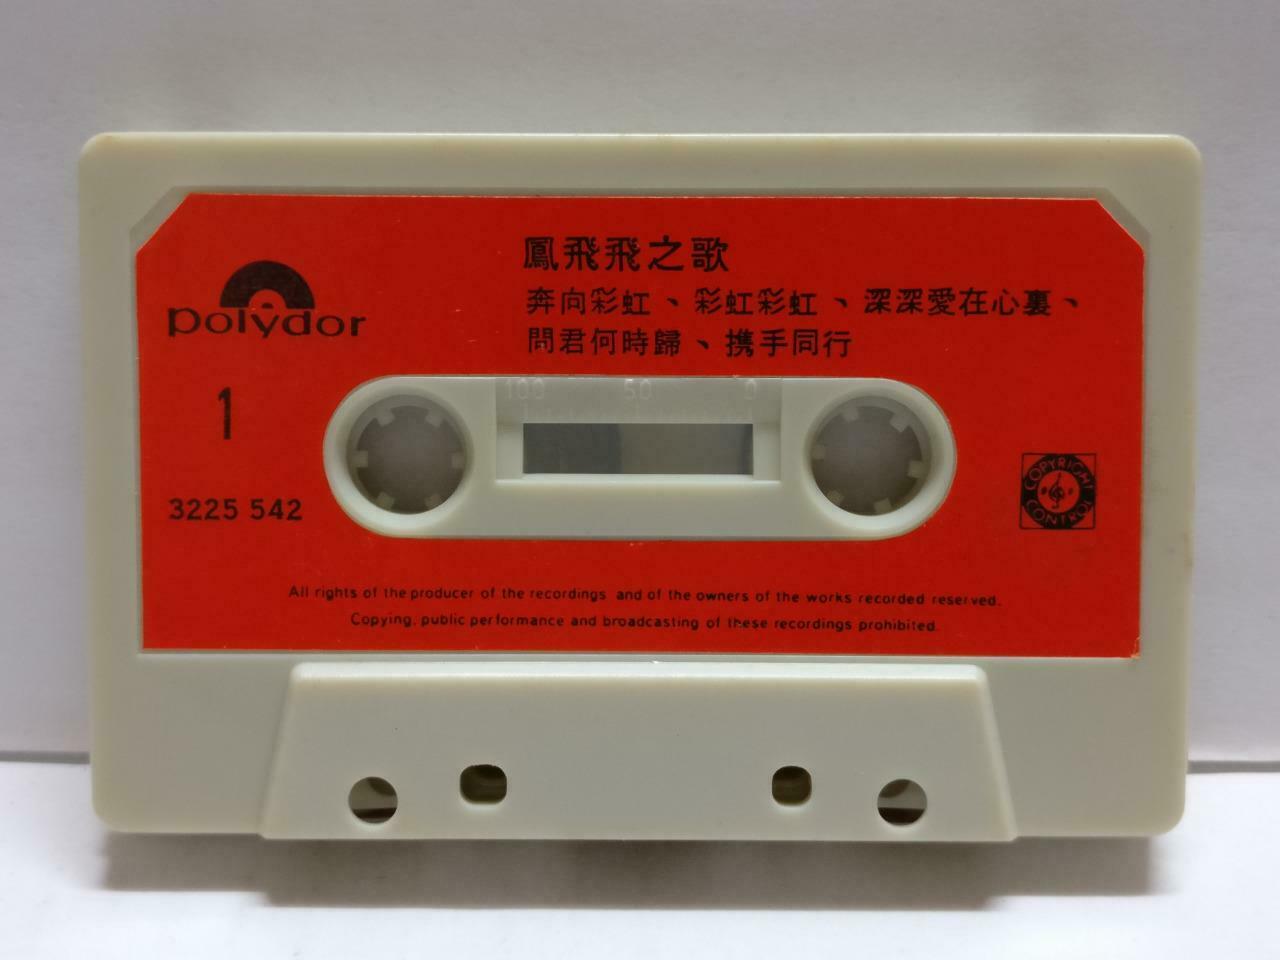 鳳飛飛之歌
奔向彩虹、彩虹彩虹、深深愛在心裏、
問君何時歸、携手同行
polydor
1
3225 542
100 50 0
COPYRIGHT CONTROL
All rights of the producer of the recordings and of the owners of the works recorded reserved.
Copying, public performance and broadcasting of these recordings prohibited.